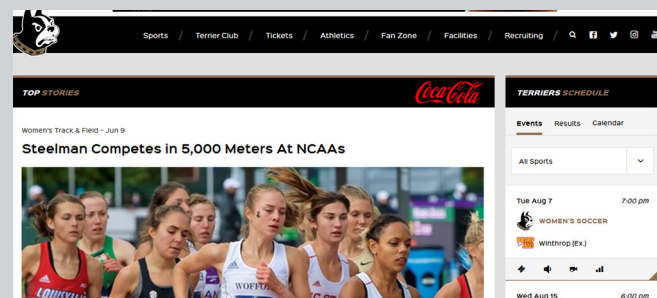 Sports / Terrier Club / Tickets / Athletics / Fan Zone / Facilities / Recruiting /
TOP STORIES
Coca-Cola
TERRIERS SCHEDULE
Women's Track & Field - Jun 9
Steelman Competes in 5,000 Meters At NCAAs
Events Results Calendar
All Sports
Tue Aug 7 7:00 pm
WOMEN'S SOCCER
Winthrop (Ex.)
Wed Aug 15 6:00 pm
LOUISVILLE
WOFFORD